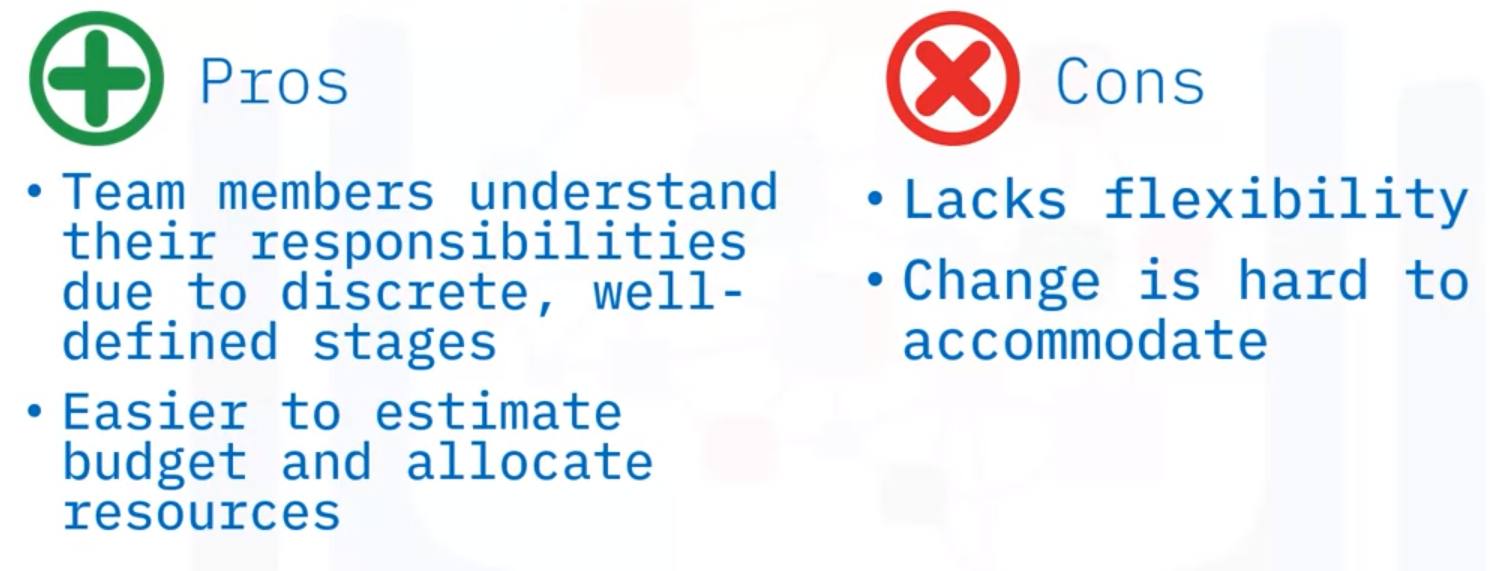 Pros
• Team members understand
their responsibilities
due to discrete, well-
defined stages
• Easier to estimate
budget and allocate
resources
Cons
• Lacks flexibility
• Change is hard to
accommodate